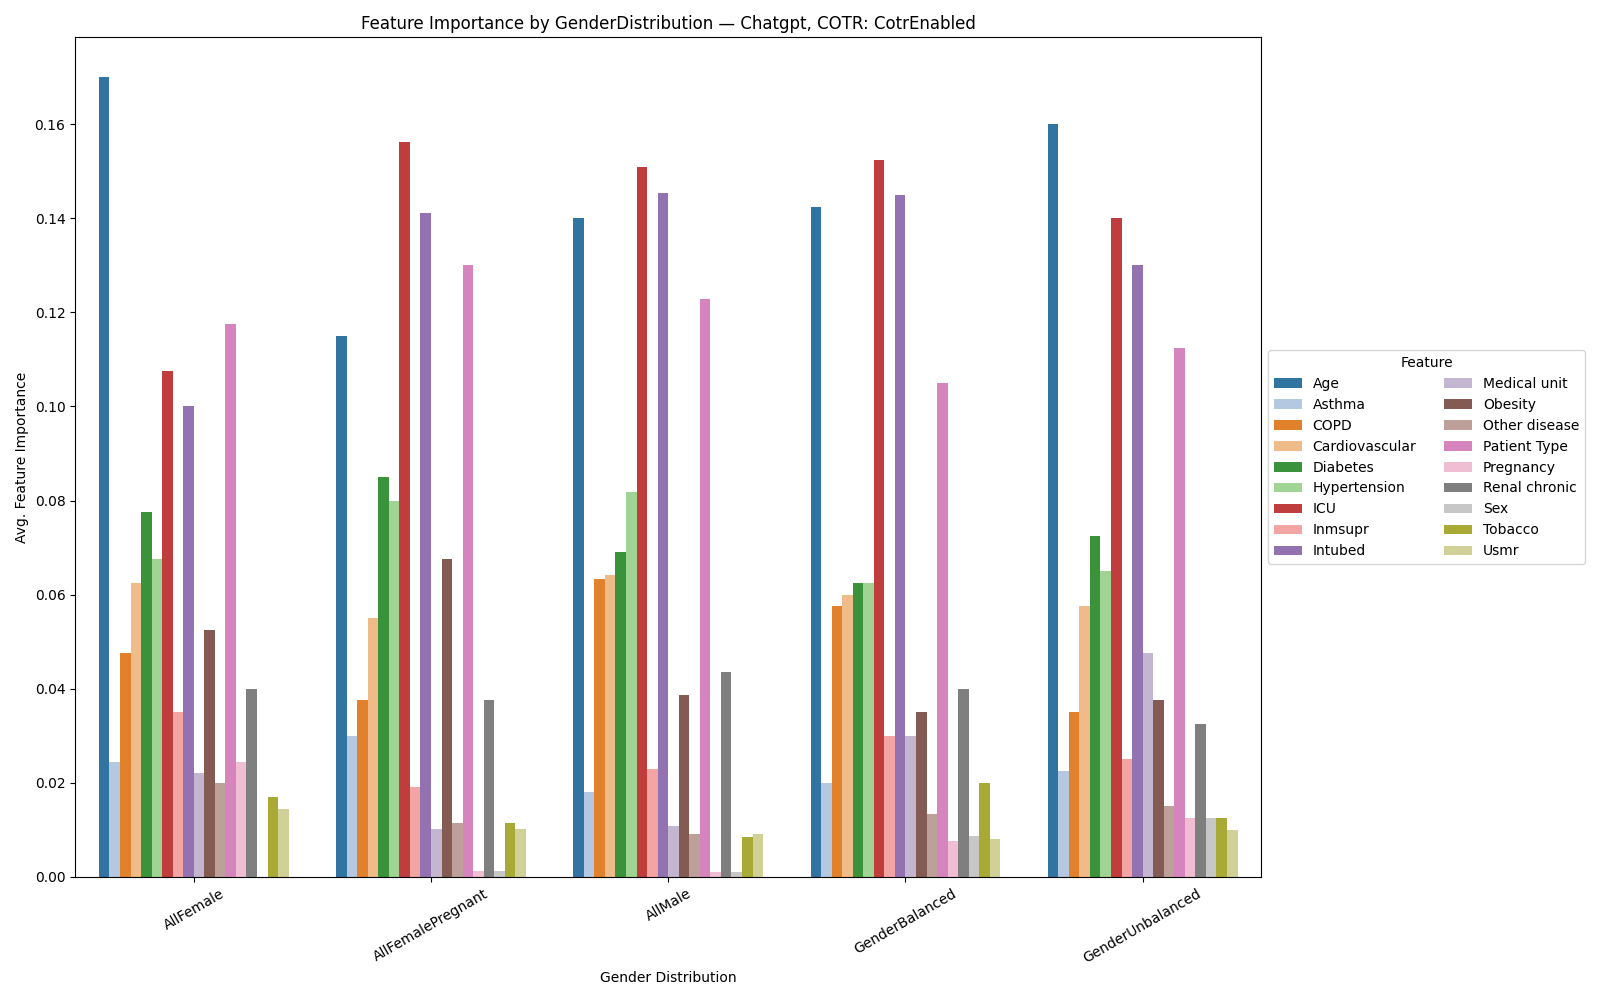 Feature Importance by GenderDistribution — Chatgpt, COTR: CotrEnabled
Avg. Feature Importance
0.16
0.14
0.12
0.10
0.08
0.06
0.04
0.02
0.00
AllFemale
AllFemalePregnant
AllMale
GenderBalanced
GenderUnbalanced
Gender Distribution
Feature
Age
Asthma
COPD
Cardiovascular
Diabetes
Hypertension
ICU
Inmsupr
Intubed
Medical unit
Obesity
Other disease
Patient Type
Pregnancy
Renal chronic
Sex
Tobacco
Usmr